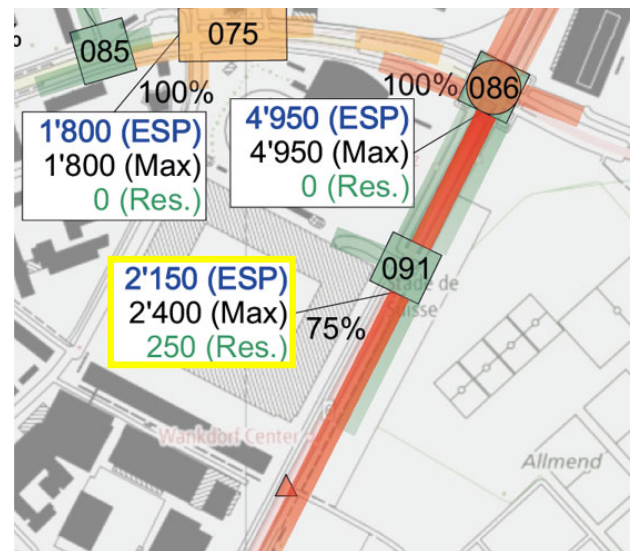 085
075
100%
1'800 (ESP)
1'800 (Max)
0 (Res.)
100%
086
4'950 (ESP)
4'950 (Max)
0 (Res.)
091
Stade de
Suisse
2'150 (ESP)
2'400 (Max)
250 (Res.)
75%
Wankdorf Center
Allmend